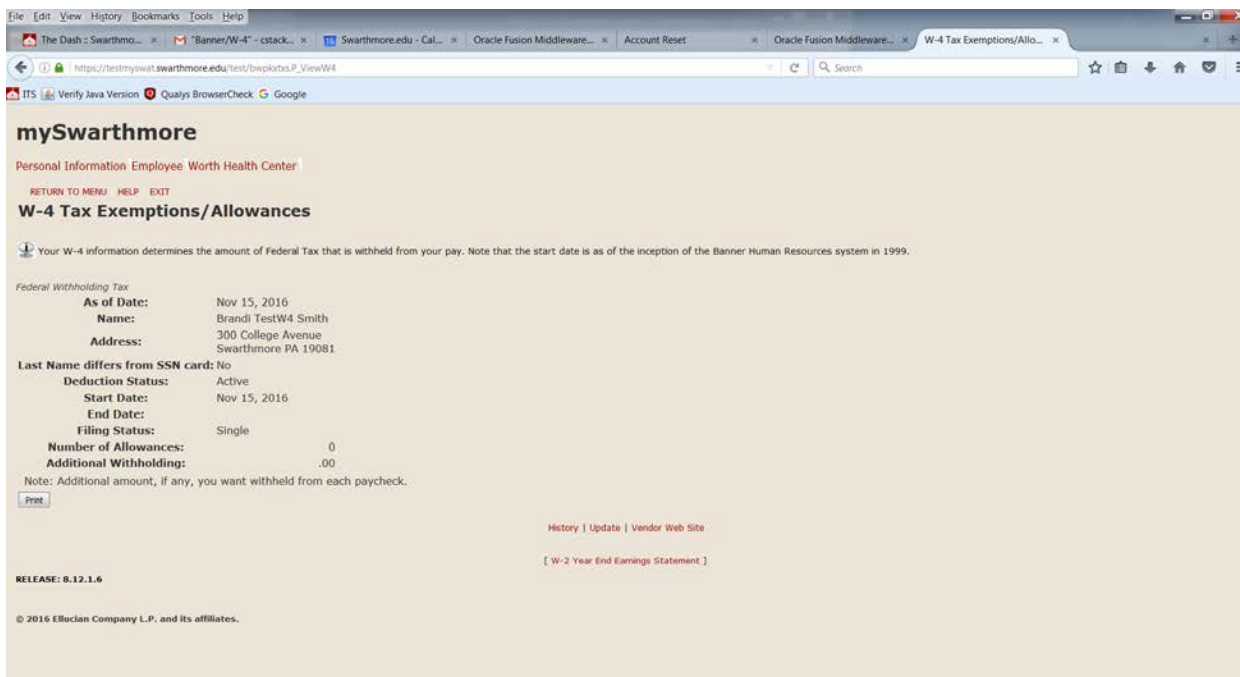 File Edit View History Bookmarks Tools Help
The Dash :: Swarthmo... × "Banner/W-4" - cstack... × Swarthmore.edu - Cal... × Oracle Fusion Middleware... × Account Reset × Oracle Fusion Middleware... × W-4 Tax Exemptions/Allo... ×
https://testmyswat.swarthmore.edu/test/bwpkxtxs.P_ViewW4 Search
ITS Verify Java Version Qualys BrowserCheck Google
mySwarthmore
Personal Information Employee Worth Health Center
RETURN TO MENU HELP EXIT
W-4 Tax Exemptions/Allowances
Your W-4 information determines the amount of Federal Tax that is withheld from your pay. Note that the start date is as of the inception of the Banner Human Resources system in 1999.
Federal Withholding Tax
As of Date: Nov 15, 2016
Name: Brandi TestW4 Smith
Address: 300 College Avenue
Swarthmore PA 19081
Last Name differs from SSN card: No
Deduction Status: Active
Start Date: Nov 15, 2016
End Date:
Filing Status: Single
Number of Allowances: 0
Additional Withholding: .00
Note: Additional amount, if any, you want withheld from each paycheck.
Print
History | Update | Vendor Web Site
[ W-2 Year End Earnings Statement ]
RELEASE: 8.12.1.6
© 2016 Ellucian Company L.P. and its affiliates.